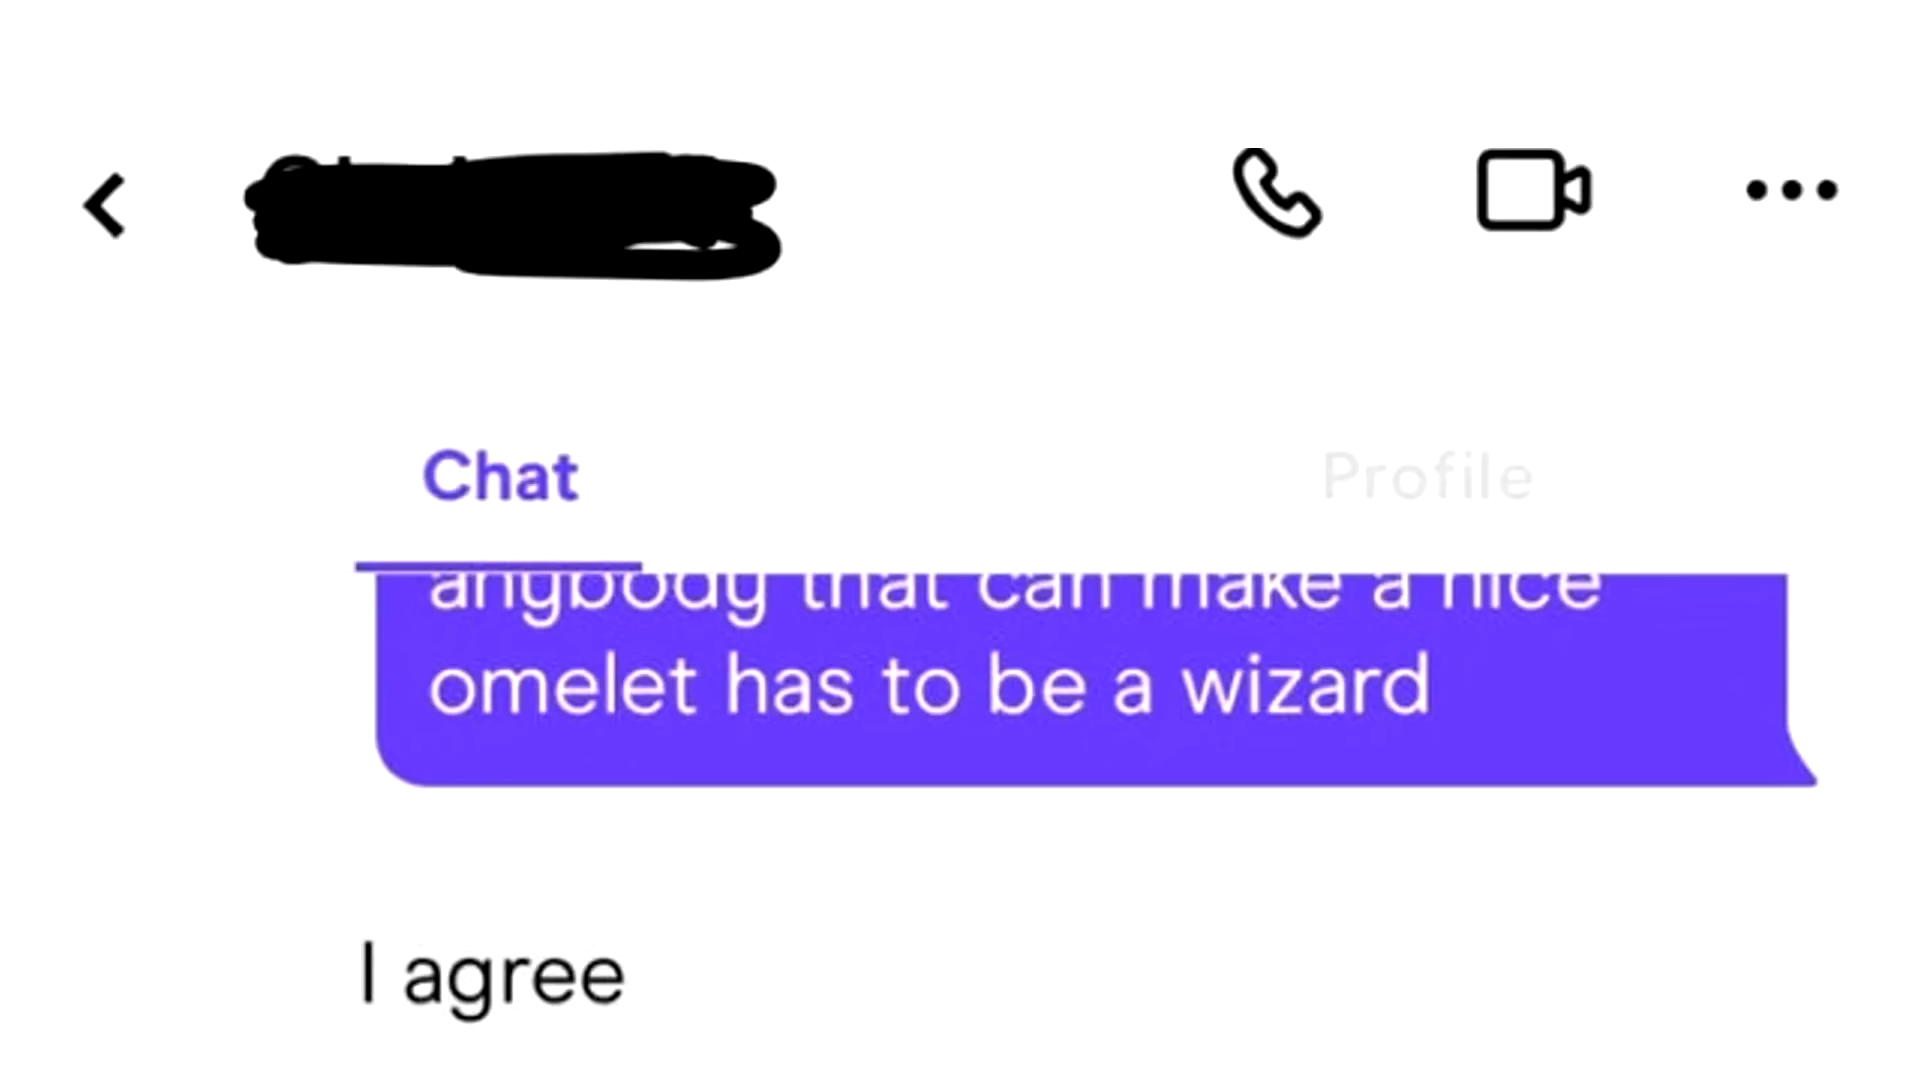 Chat
Profile
anybody that can make a nice
omelet has to be a wizard
I agree